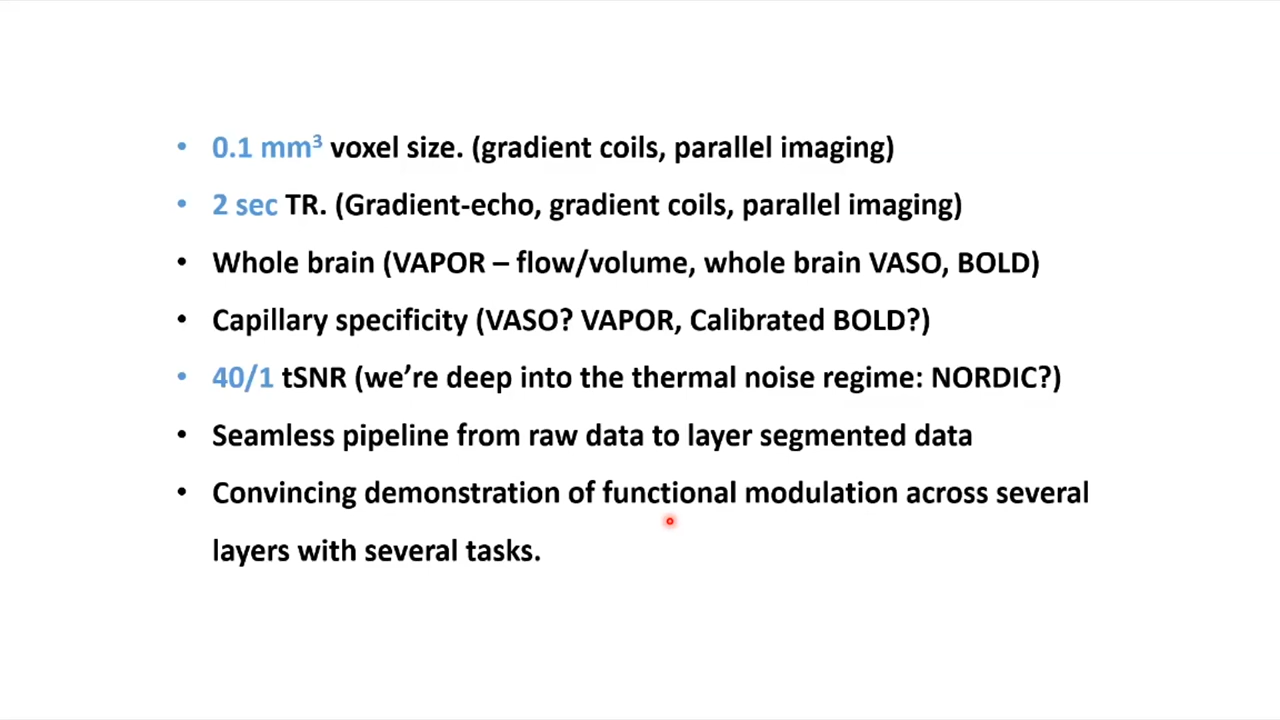 • 0.1 mm³ voxel size. (gradient coils, parallel imaging)
• 2 sec TR. (Gradient-echo, gradient coils, parallel imaging)
• Whole brain (VAPOR – flow/volume, whole brain VASO, BOLD)
• Capillary specificity (VASO? VAPOR, Calibrated BOLD?)
• 40/1 tSNR (we’re deep into the thermal noise regime: NORDIC?)
• Seamless pipeline from raw data to layer segmented data
• Convincing demonstration of functional modulation across several
layers with several tasks.